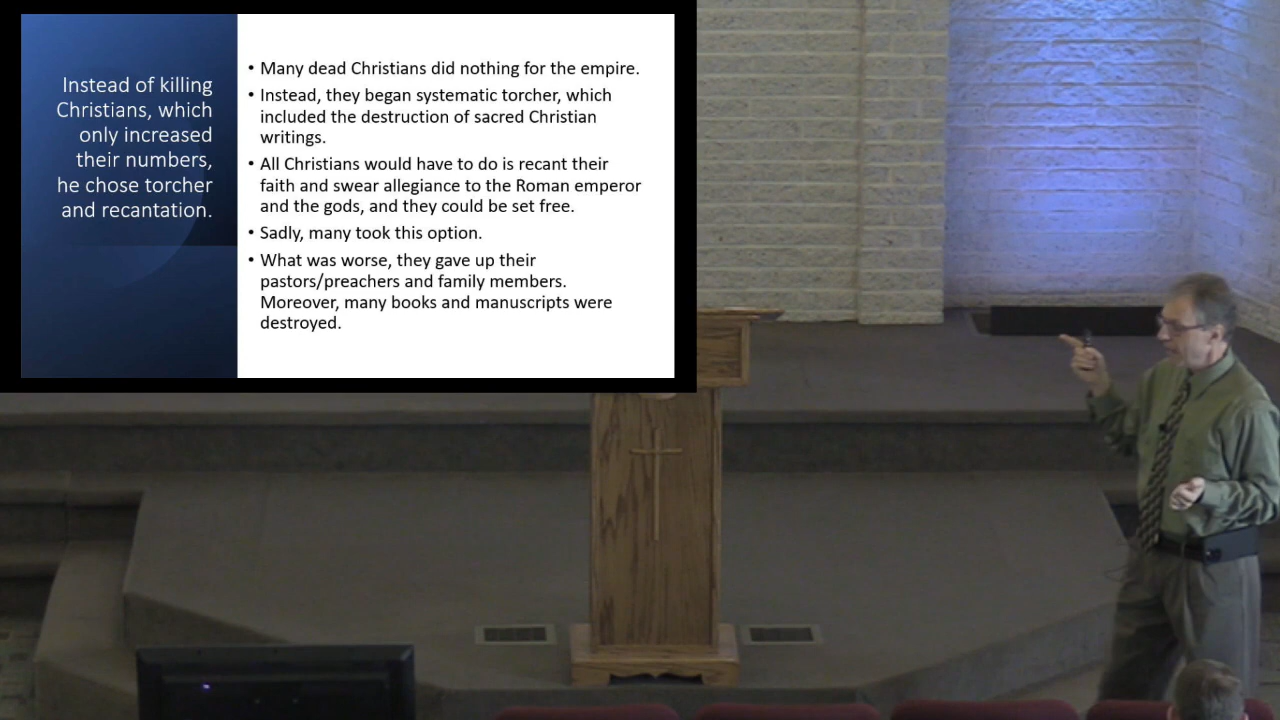 Instead of killing
Christians, which
only increased
their numbers,
he chose torcher
and recantation.
• Many dead Christians did nothing for the empire.
• Instead, they began systematic torcher, which
included the destruction of sacred Christian
writings.
• All Christians would have to do is recant their
faith and swear allegiance to the Roman emperor
and the gods, and they could be set free.
• Sadly, many took this option.
• What was worse, they gave up their
pastors/preachers and family members.
Moreover, many books and manuscripts were
destroyed.